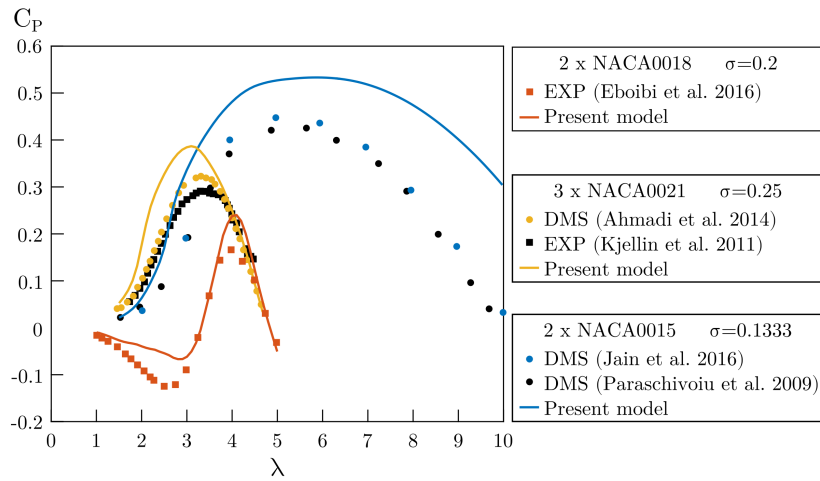 C_P
0.6
0.5
0.4
0.3
0.2
0.1
0
-0.1
-0.2
0 1 2 3 4 5 6 7 8 9 10
λ
2 x NACA0018 σ=0.2
EXP (Eboibi et al. 2016)
Present model
3 x NACA0021 σ=0.25
DMS (Ahmadi et al. 2014)
EXP (Kjellin et al. 2011)
Present model
2 x NACA0015 σ=0.1333
DMS (Jain et al. 2016)
DMS (Paraschivoiu et al. 2009)
Present model